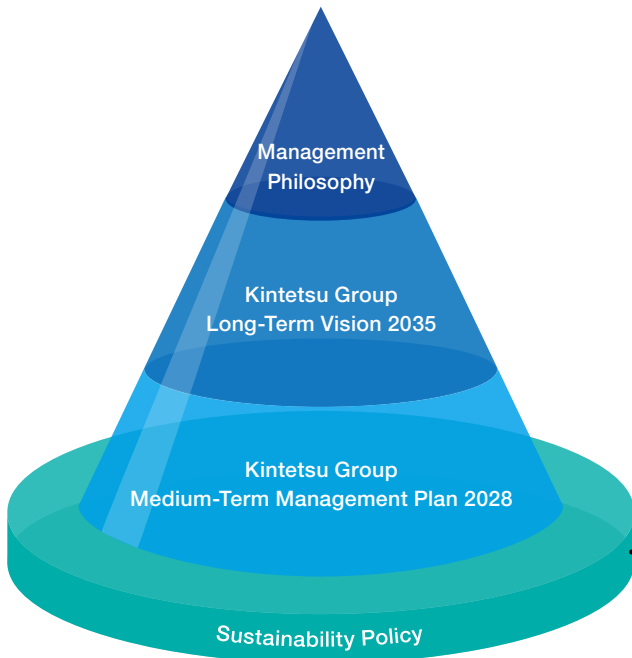 Management
Philosophy
Kintetsu Group
Long-Term Vision 2035
Kintetsu Group
Medium-Term Management Plan 2028
Sustainability Policy